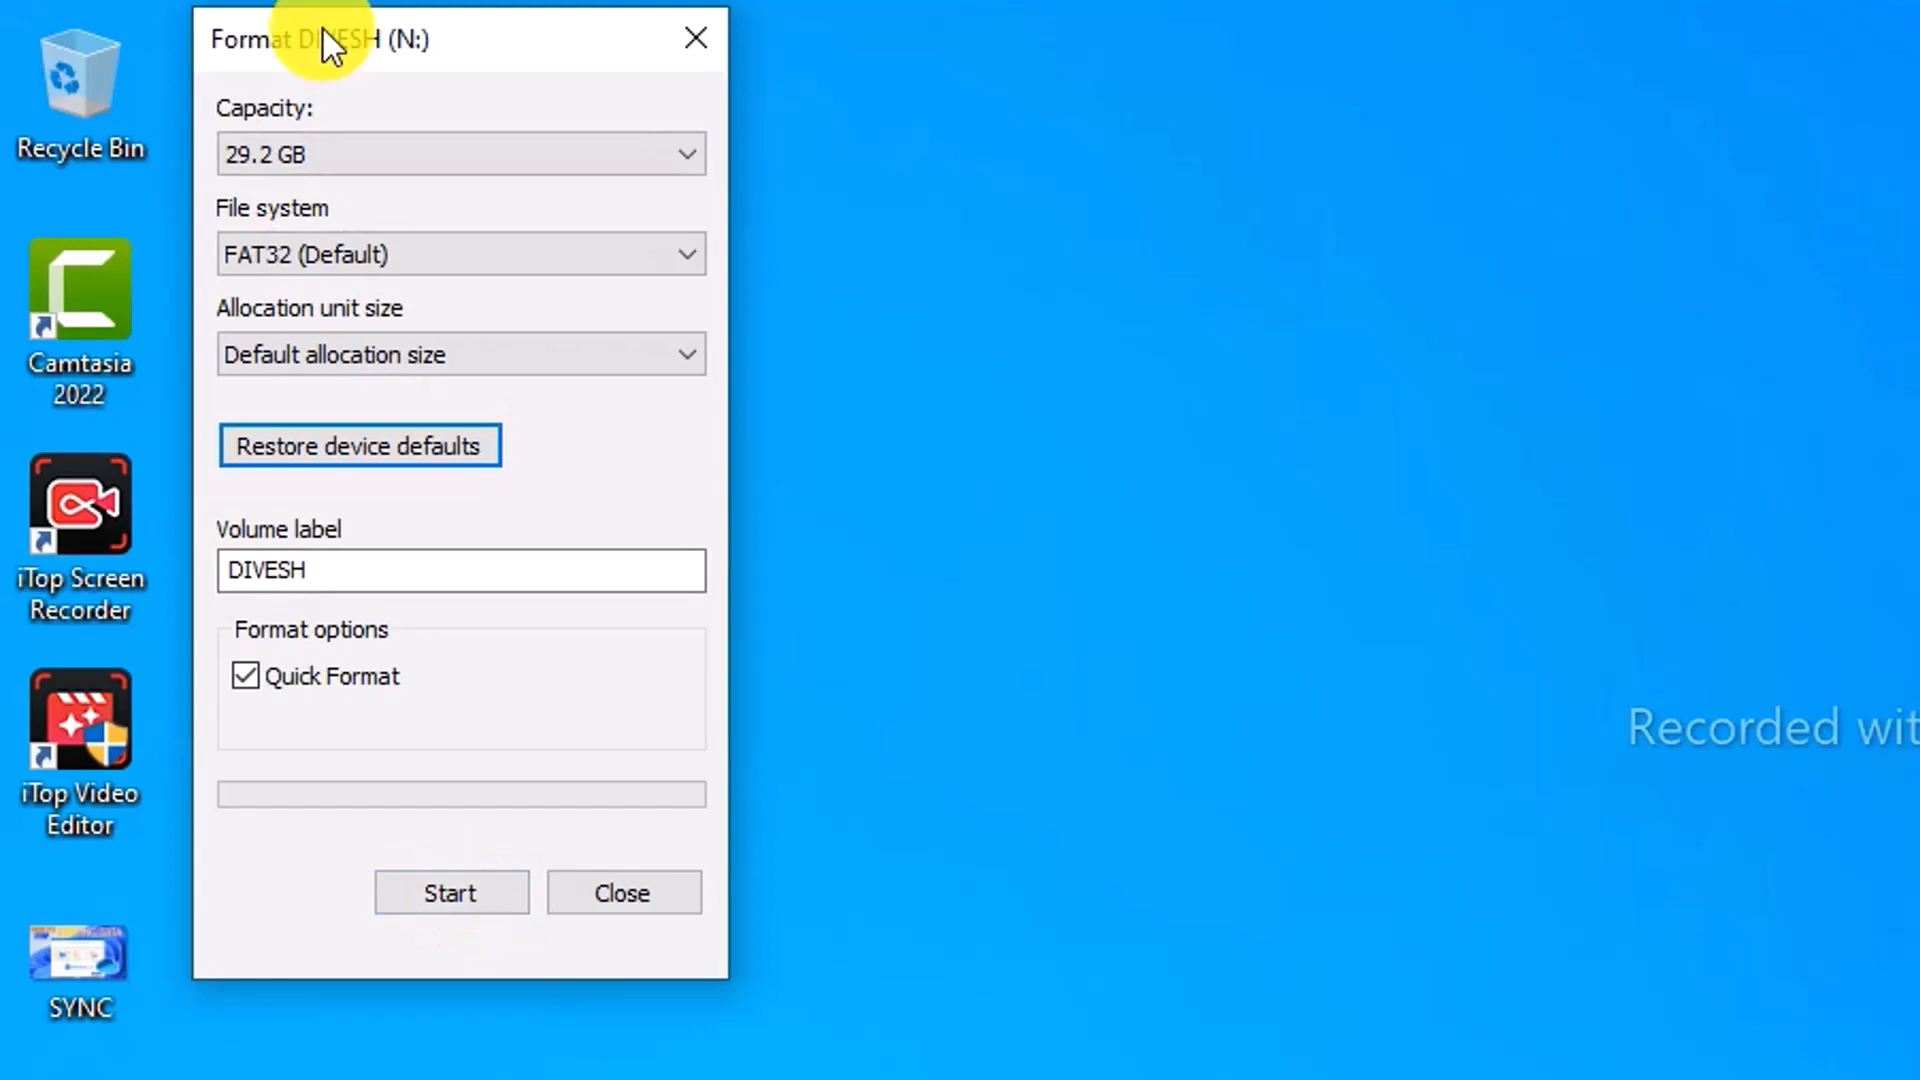 Recycle Bin
Camtasia
2022
iTop Screen
Recorder
iTop Video
Editor
SYNC
Format DIVESH (N:)
Capacity:
29.2 GB
File system
FAT32 (Default)
Allocation unit size
Default allocation size
Restore device defaults
Volume label
DIVESH
Format options
Quick Format
Start
Close
Recorded wit